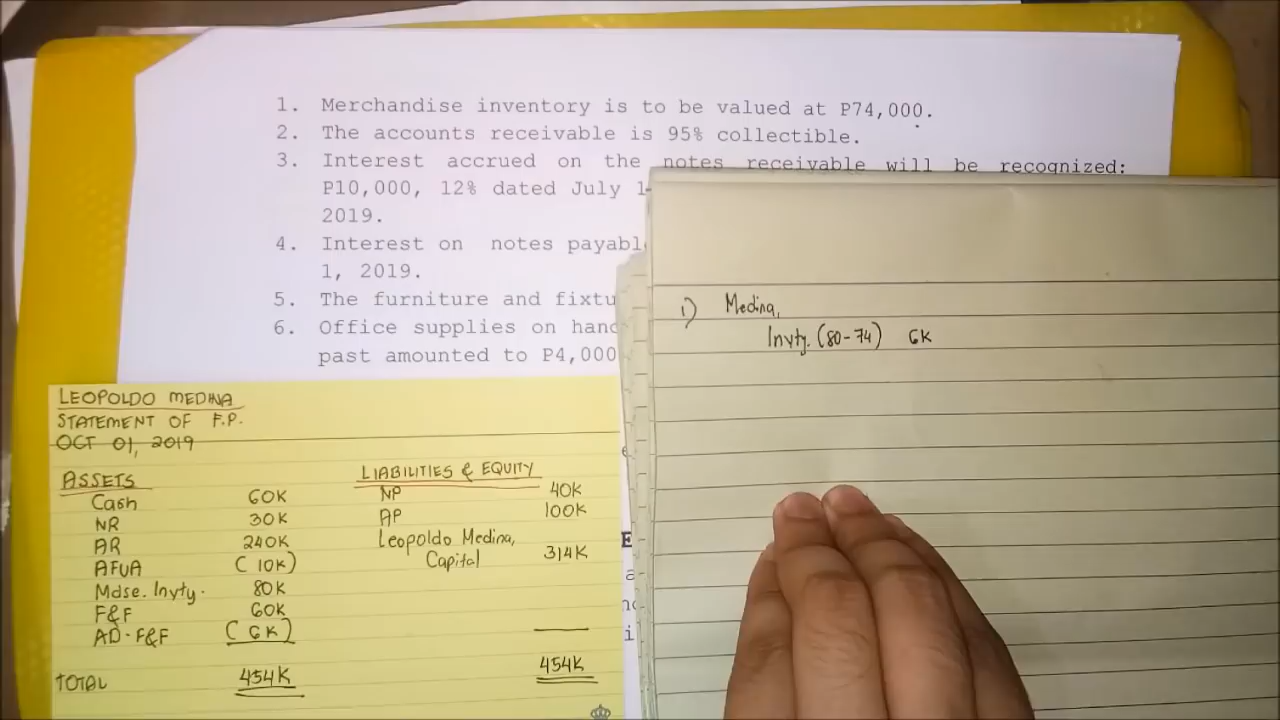 1. Merchandise inventory is to be valued at P74,000.
2. The accounts receivable is 95% collectible.
3. Interest accrued on the notes receivable will be recognized:
P10,000, 12% dated July 1
2019.
4. Interest on notes payabl
1, 2019.
5. The furniture and fixtu
6. Office supplies on hand
past amounted to P4,000
LEOPOLDO MEDINA
STATEMENT OF F.P.
OCT 01, 2019
ASSETS LIABILITIES & EQUITY
Cash 60K NP 40K
NR 30K AP 100K
AR 240K Leopoldo Medina,
AFUA (10K) Capital 314K
Mdse. Invty. 80K
F&F 60K
AD-F&F (6K)
TOTAL 454K 454K
1) Medina,
Invty. (80-74) 6K